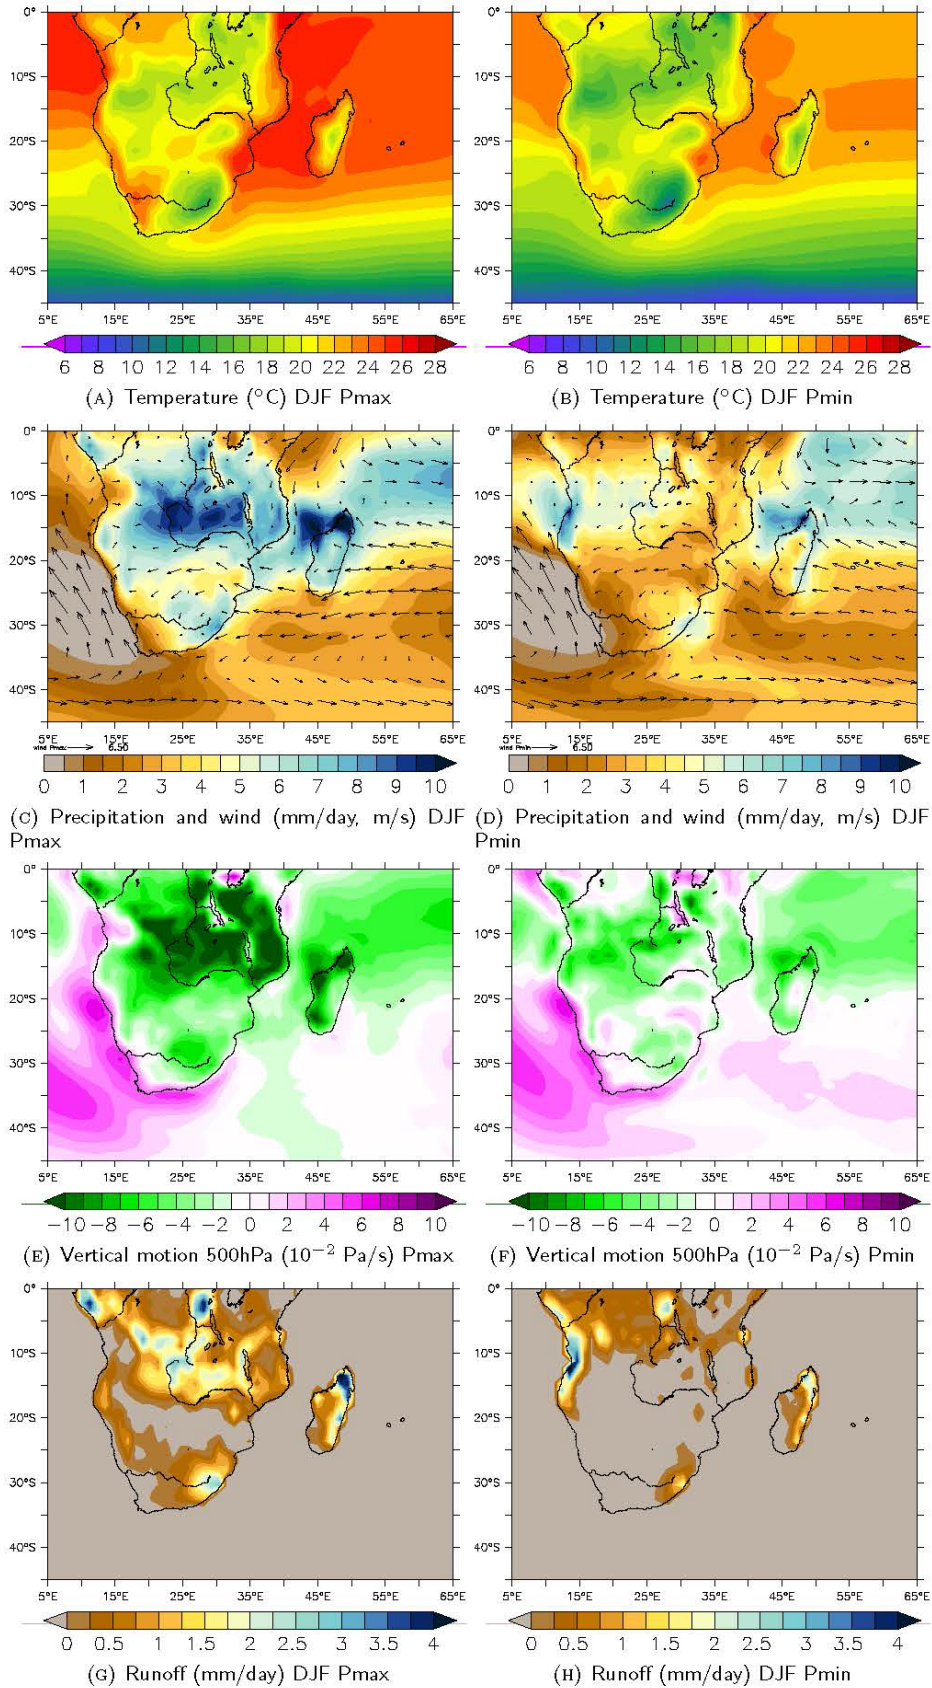 0° 0°
10°S 10°S
20°S 20°S
30°S 30°S
40°S 40°S
5°E 15°E 25°E 35°E 45°E 55°E 65°E 5°E 15°E 25°E 35°E 45°E 55°E 65°E
6 8 10 12 14 16 18 20 22 24 26 28 6 8 10 12 14 16 18 20 22 24 26 28
(A) Temperature (°C) DJF Pmax (B) Temperature (°C) DJF Pmin
0° 0°
10°S 10°S
20°S 20°S
30°S 30°S
40°S 40°S
5°E 15°E 25°E 35°E 45°E 55°E 65°E 5°E 15°E 25°E 35°E 45°E 55°E 65°E
wind Pmax 6.50 wind Pmin 6.50
0 1 2 3 4 5 6 7 8 9 10 0 1 2 3 4 5 6 7 8 9 10
(C) Precipitation and wind (mm/day, m/s) DJF (D) Precipitation and wind (mm/day, m/s) DJF
Pmax Pmin
0° 0°
10°S 10°S
20°S 20°S
30°S 30°S
40°S 40°S
5°E 15°E 25°E 35°E 45°E 55°E 65°E 5°E 15°E 25°E 35°E 45°E 55°E 65°E
−10 −8 −6 −4 −2 0 2 4 6 8 10 −10 −8 −6 −4 −2 0 2 4 6 8 10
(E) Vertical motion 500hPa (10⁻² Pa/s) Pmax (F) Vertical motion 500hPa (10⁻² Pa/s) Pmin
0° 0°
10°S 10°S
20°S 20°S
30°S 30°S
40°S 40°S
5°E 15°E 25°E 35°E 45°E 55°E 65°E 5°E 15°E 25°E 35°E 45°E 55°E 65°E
0 0.5 1 1.5 2 2.5 3 3.5 4 0 0.5 1 1.5 2 2.5 3 3.5 4
(G) Runoff (mm/day) DJF Pmax (H) Runoff (mm/day) DJF Pmin